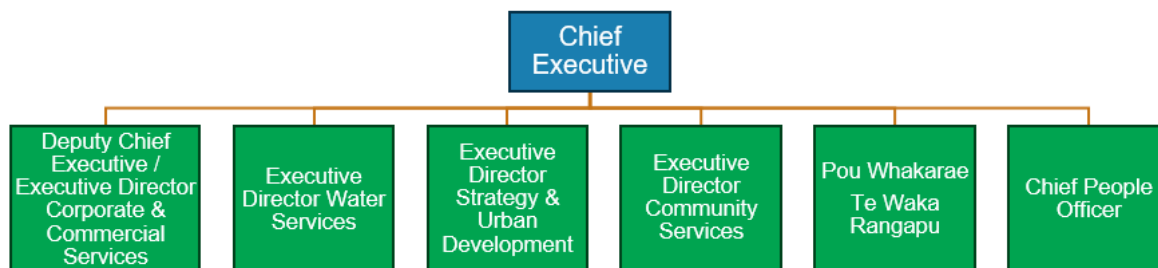 Chief
Executive
Deputy Chief
Executive /
Executive Director
Corporate &
Commercial
Services
Executive
Director Water
Services
Executive
Director
Strategy &
Urban
Development
Executive
Director
Community
Services
Pou Whakarae
Te Waka
Rangapu
Chief People
Officer